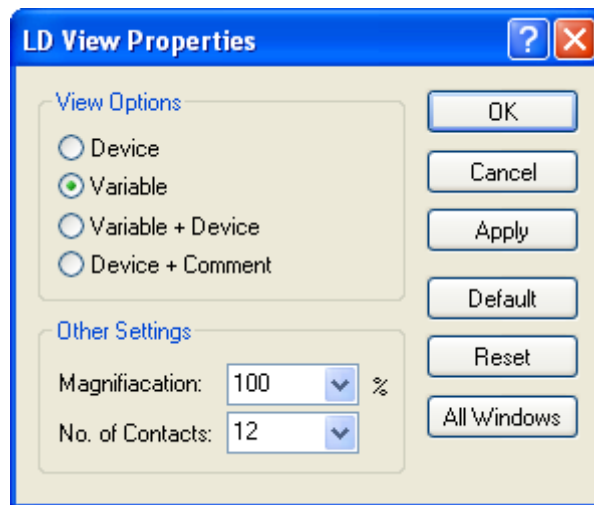 LD View Properties
View Options
Device
Variable
Variable + Device
Device + Comment
Other Settings
Magnifiacation: 100 %
No. of Contacts: 12
OK
Cancel
Apply
Default
Reset
All Windows